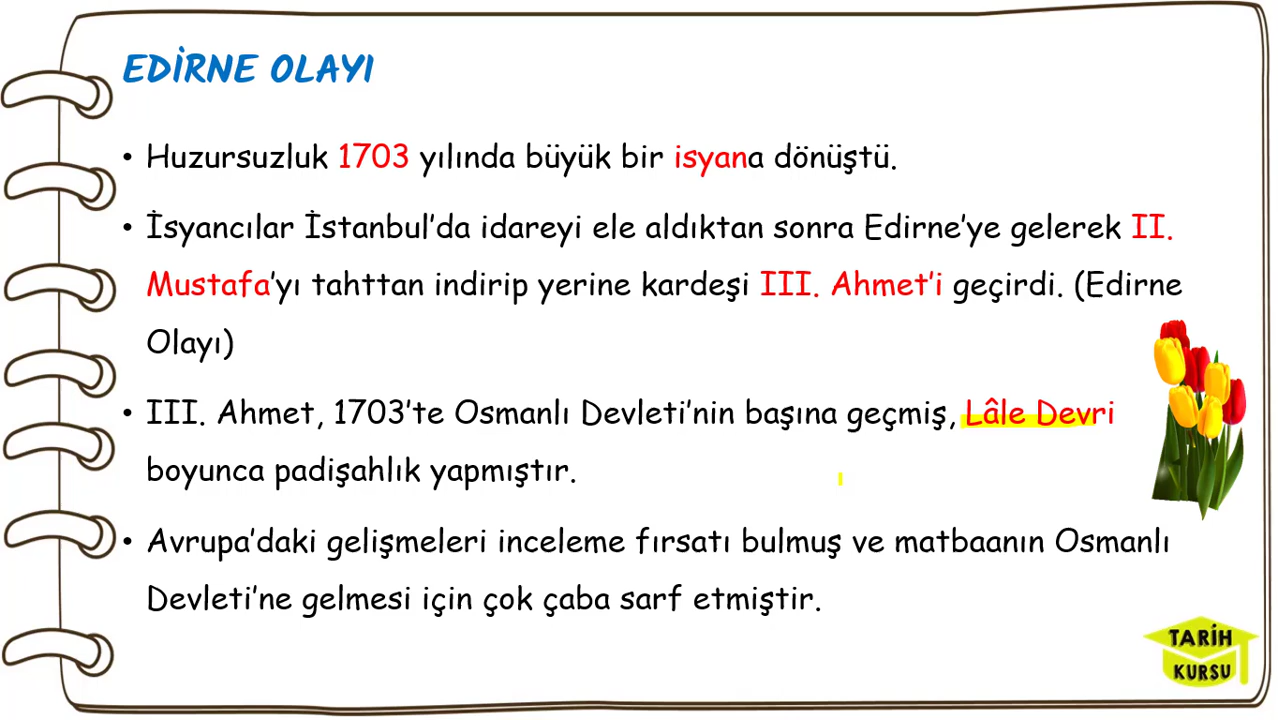 EDİRNE OLAYI
• Huzursuzluk 1703 yılında büyük bir isyana dönüştü.
• İsyancılar İstanbul’da idareyi ele aldıktan sonra Edirne’ye gelerek II.
Mustafa’yı tahttan indirip yerine kardeşi III. Ahmet’i geçirdi. (Edirne
Olayı)
• III. Ahmet, 1703’te Osmanlı Devleti’nin başına geçmiş, Lâle Devri
boyunca padişahlık yapmıştır.
• Avrupa’daki gelişmeleri inceleme fırsatı bulmuş ve matbaanın Osmanlı
Devleti’ne gelmesi için çok çaba sarf etmiştir.
TARİH
KURSU